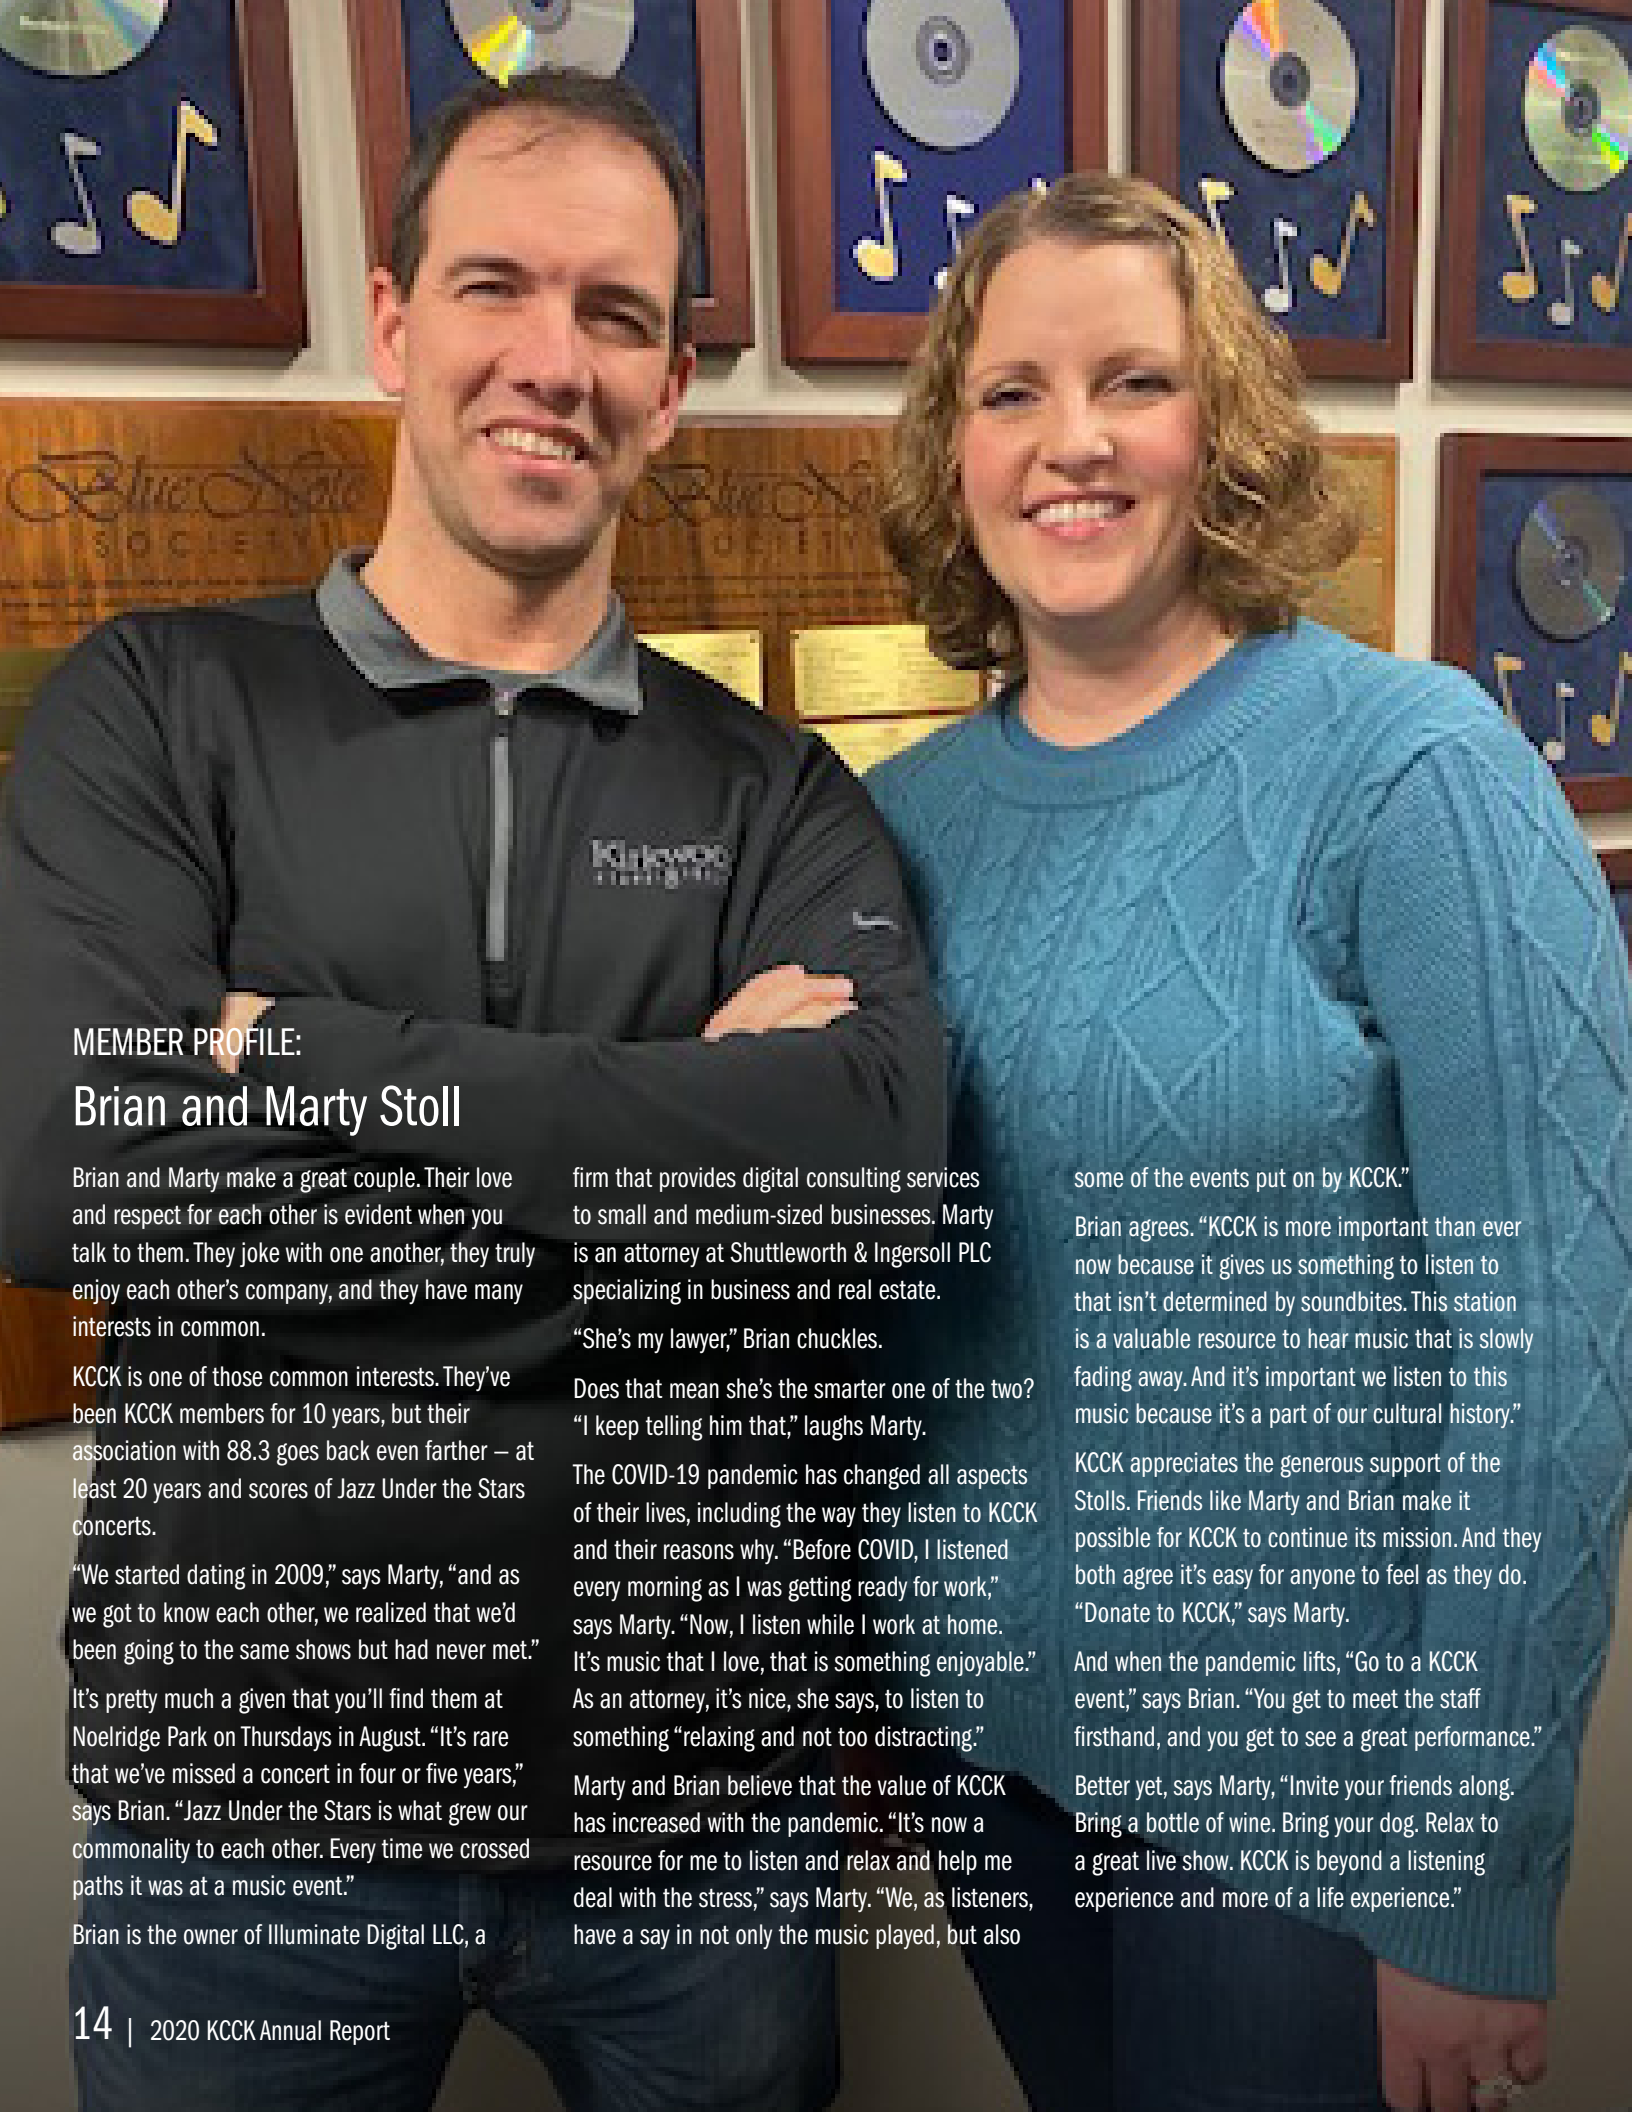 Blue Note
SOCIETY
Blue No
OCIETY
MEMBER PROFILE:
Brian and Marty Stoll
Brian and Marty make a great couple. Their love
and respect for each other is evident when you
talk to them. They joke with one another, they truly
enjoy each other’s company, and they have many
interests in common.
KCCK is one of those common interests. They’ve
been KCCK members for 10 years, but their
association with 88.3 goes back even farther – at
least 20 years and scores of Jazz Under the Stars
concerts.
“We started dating in 2009,” says Marty, “and as
we got to know each other, we realized that we’d
been going to the same shows but had never met.”
It’s pretty much a given that you’ll find them at
Noelridge Park on Thursdays in August. “It’s rare
that we’ve missed a concert in four or five years,”
says Brian. “Jazz Under the Stars is what grew our
commonality to each other. Every time we crossed
paths it was at a music event.”
Brian is the owner of Illuminate Digital LLC, a
firm that provides digital consulting services
to small and medium-sized businesses. Marty
is an attorney at Shuttleworth & Ingersoll PLC
specializing in business and real estate.
“She’s my lawyer,” Brian chuckles.
Does that mean she’s the smarter one of the two?
“I keep telling him that,” laughs Marty.
The COVID-19 pandemic has changed all aspects
of their lives, including the way they listen to KCCK
and their reasons why. “Before COVID, I listened
every morning as I was getting ready for work,”
says Marty. “Now, I listen while I work at home.
It’s music that I love, that is something enjoyable.”
As an attorney, it’s nice, she says, to listen to
something “relaxing and not too distracting.”
Marty and Brian believe that the value of KCCK
has increased with the pandemic. “It’s now a
resource for me to listen and relax and help me
deal with the stress,” says Marty. “We, as listeners,
have a say in not only the music played, but also
some of the events put on by KCCK.”
Brian agrees. “KCCK is more important than ever
now because it gives us something to listen to
that isn’t determined by soundbites. This station
is a valuable resource to hear music that is slowly
fading away. And it’s important we listen to this
music because it’s a part of our cultural history.”
KCCK appreciates the generous support of the
Stolls. Friends like Marty and Brian make it
possible for KCCK to continue its mission. And they
both agree it’s easy for anyone to feel as they do.
“Donate to KCCK,” says Marty.
And when the pandemic lifts, “Go to a KCCK
event,” says Brian. “You get to meet the staff
firsthand, and you get to see a great performance.”
Better yet, says Marty, “Invite your friends along.
Bring a bottle of wine. Bring your dog. Relax to
a great live show. KCCK is beyond a listening
experience and more of a life experience.”
14 | 2020 KCCK Annual Report